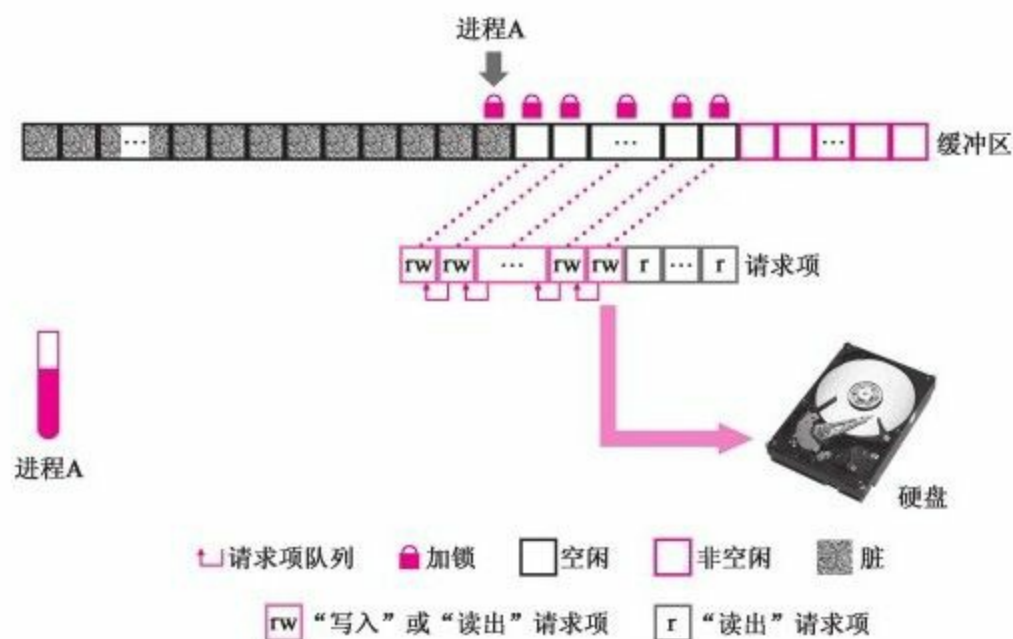 进程A
… … …
缓冲区
rw rw … rw rw r … r 请求项
进程A
硬盘
请求项队列 加锁 空闲 非空闲 脏
rw “写入”或“读出”请求项 r “读出”请求项